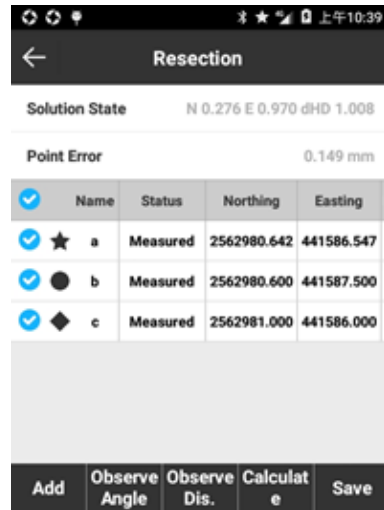 上午10:39
Resection
Solution State N 0.276 E 0.970 dHD 1.008
Point Error 0.149 mm
Name Status Northing Easting
a Measured 2562980.642 441586.547
b Measured 2562980.600 441587.500
c Measured 2562981.000 441586.000
Add Observe Angle Observe Dis. Calculat e Save